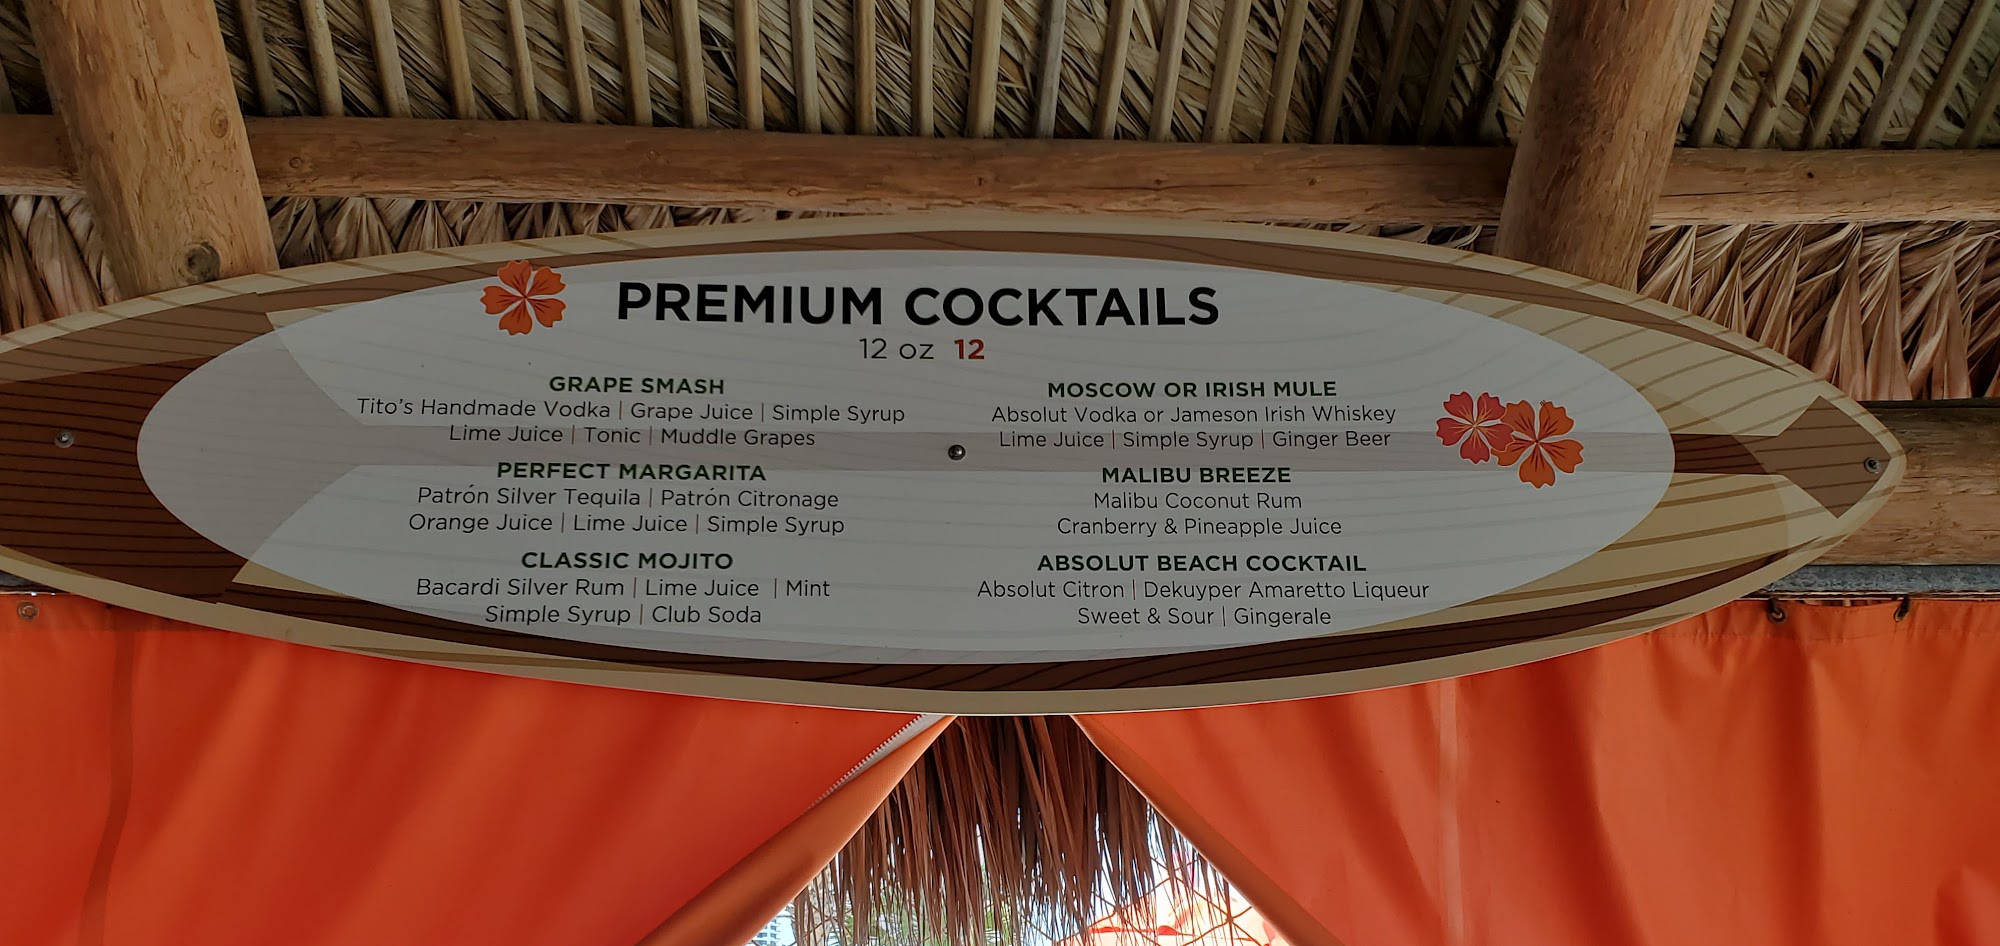 PREMIUM COCKTAILS
12 oz 12
GRAPE SMASH
Tito's Handmade Vodka | Grape Juice | Simple Syrup
Lime Juice | Tonic | Muddle Grapes
PERFECT MARGARITA
Patrón Silver Tequila | Patrón Citronage
Orange Juice | Lime Juice | Simple Syrup
CLASSIC MOJITO
Bacardi Silver Rum | Lime Juice | Mint
Simple Syrup | Club Soda
MOSCOW OR IRISH MULE
Absolut Vodka or Jameson Irish Whiskey
Lime Juice | Simple Syrup | Ginger Beer
MALIBU BREEZE
Malibu Coconut Rum
Cranberry & Pineapple Juice
ABSOLUT BEACH COCKTAIL
Absolut Citron | Dekuyper Amaretto Liqueur
Sweet & Sour | Gingerale